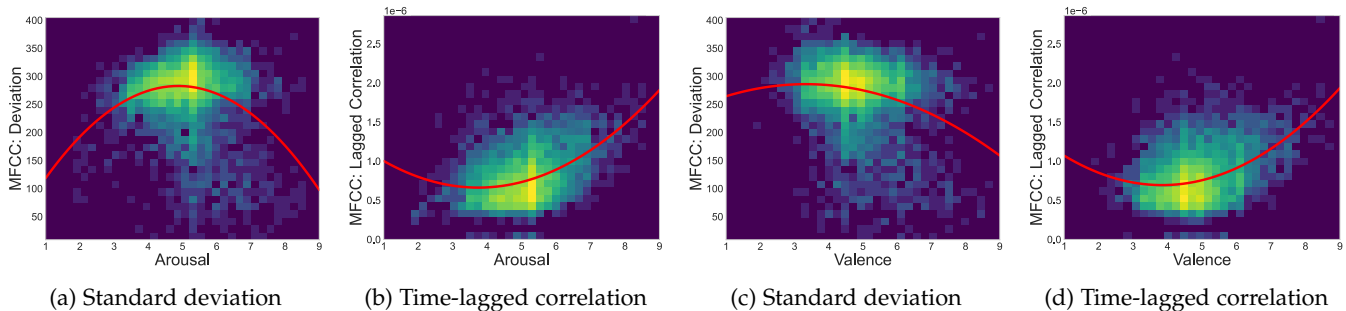 MFCC: Deviation
400
350
300
250
200
150
100
50
1 2 3 4 5 6 7 8 9
Arousal
(a) Standard deviation
1e−6
MFCC: Lagged Correlation
2.5
2.0
1.5
1.0
0.5
0.0
1 2 3 4 5 6 7 8 9
Arousal
(b) Time-lagged correlation
MFCC: Deviation
400
350
300
250
200
150
100
50
1 2 3 4 5 6 7 8 9
Valence
(c) Standard deviation
1e−6
MFCC: Lagged Correlation
2.5
2.0
1.5
1.0
0.5
0.0
1 2 3 4 5 6 7 8 9
Valence
(d) Time-lagged correlation